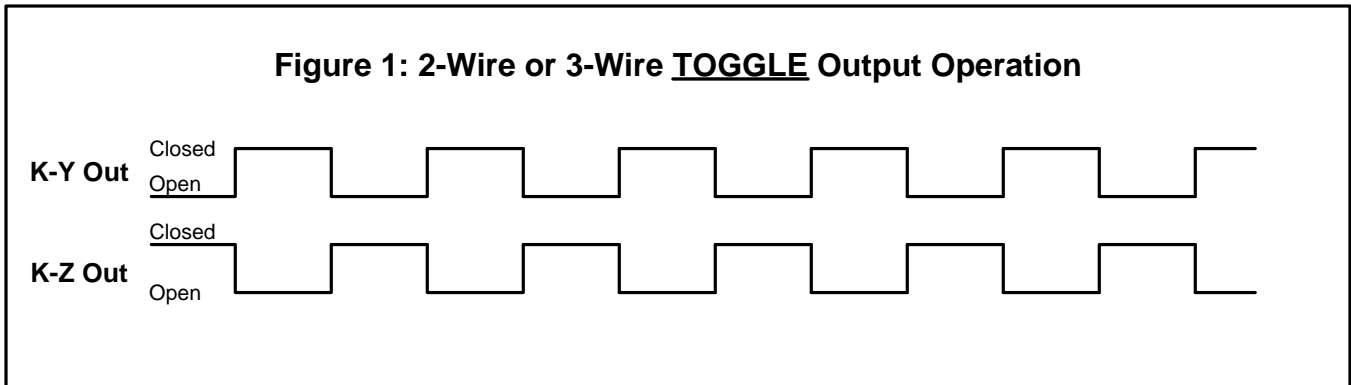 Figure 1: 2-Wire or 3-Wire TOGGLE Output Operation
Closed
K-Y Out
Open
Closed
K-Z Out
Open